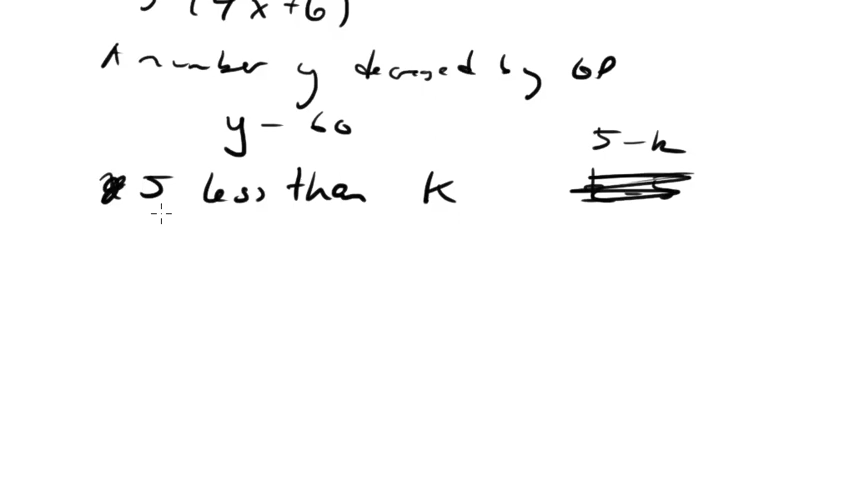 (7x+6)
A number y decreased by 60
y - 60
5 - k
5 less than K